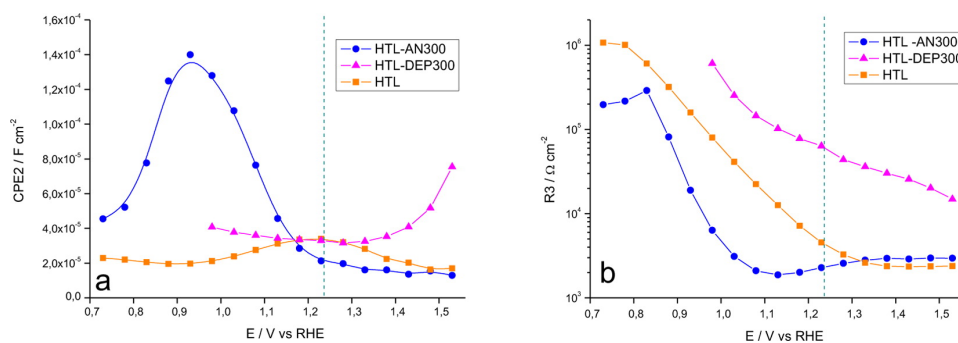 1,6x10⁻⁴
1,4x10⁻⁴
1,2x10⁻⁴
1,0x10⁻⁴
8,0x10⁻⁵
6,0x10⁻⁵
4,0x10⁻⁵
2,0x10⁻⁵
0,0
CPE2 / F cm⁻²
HTL-AN300
HTL-DEP300
HTL
a
0,7 0,8 0,9 1,0 1,1 1,2 1,3 1,4 1,5
E / V vs RHE
10⁶
10⁵
10⁴
10³
R3 / Ω cm⁻²
HTL -AN300
HTL-DEP300
HTL
b
0,7 0,8 0,9 1,0 1,1 1,2 1,3 1,4 1,5
E / V vs RHE